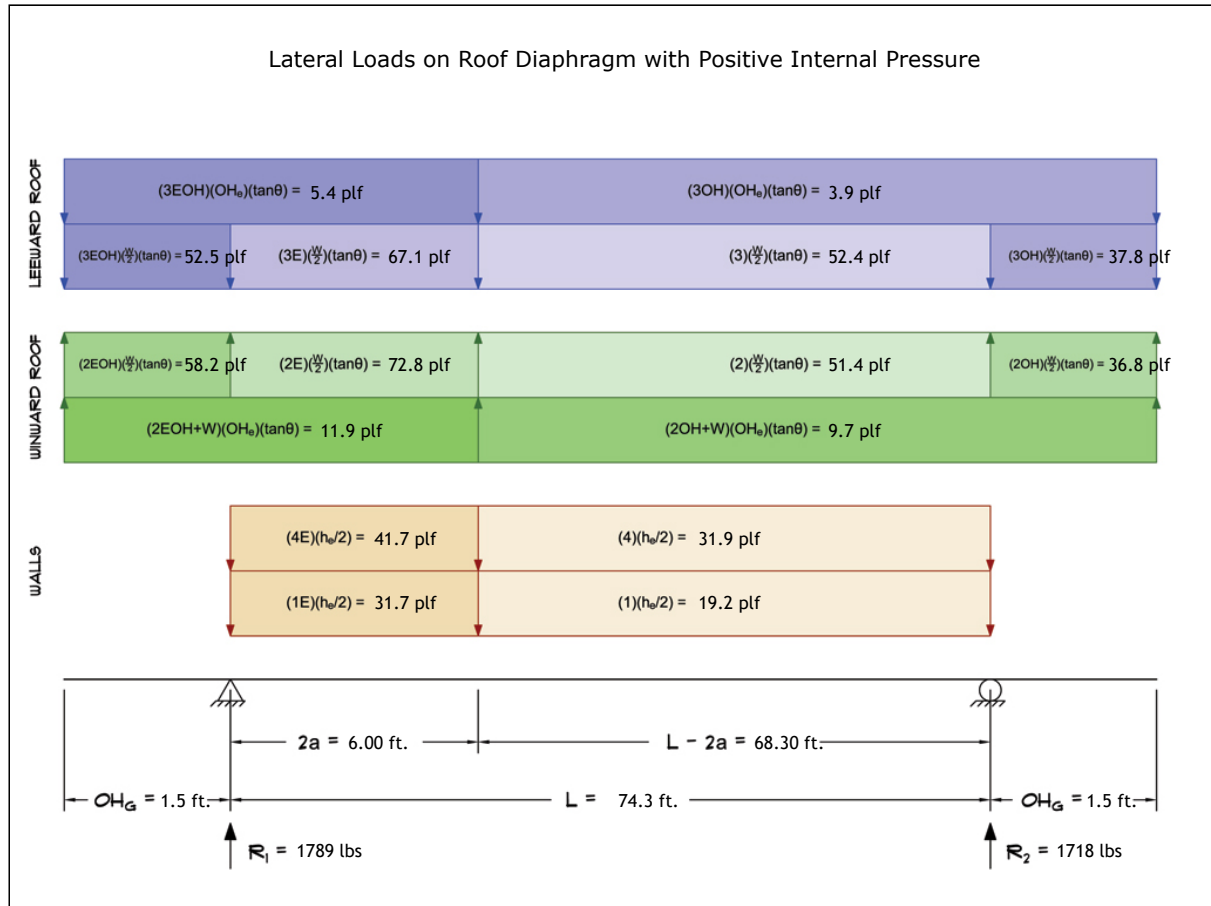 Lateral Loads on Roof Diaphragm with Positive Internal Pressure
LEEWARD ROOF
(3EOH)(OHₑ)(tanθ) = 5.4 plf
(3OH)(OHₑ)(tanθ) = 3.9 plf
(3EOH)(W/2)(tanθ) = 52.5 plf
(3E)(W/2)(tanθ) = 67.1 plf
(3)(W/2)(tanθ) = 52.4 plf
(3OH)(W/2)(tanθ) = 37.8 plf
WINWARD ROOF
(2EOH)(W/2)(tanθ) = 58.2 plf
(2E)(W/2)(tanθ) = 72.8 plf
(2)(W/2)(tanθ) = 51.4 plf
(2OH)(W/2)(tanθ) = 36.8 plf
(2EOH+W)(OHₑ)(tanθ) = 11.9 plf
(2OH+W)(OHₑ)(tanθ) = 9.7 plf
WALLS
(4E)(hₑ/2) = 41.7 plf
(4)(hₑ/2) = 31.9 plf
(1E)(hₑ/2) = 31.7 plf
(1)(hₑ/2) = 19.2 plf
2a = 6.00 ft.
L - 2a = 68.30 ft.
OH_G = 1.5 ft.
L = 74.3 ft.
OH_G = 1.5 ft.
R₁ = 1789 lbs
R₂ = 1718 lbs